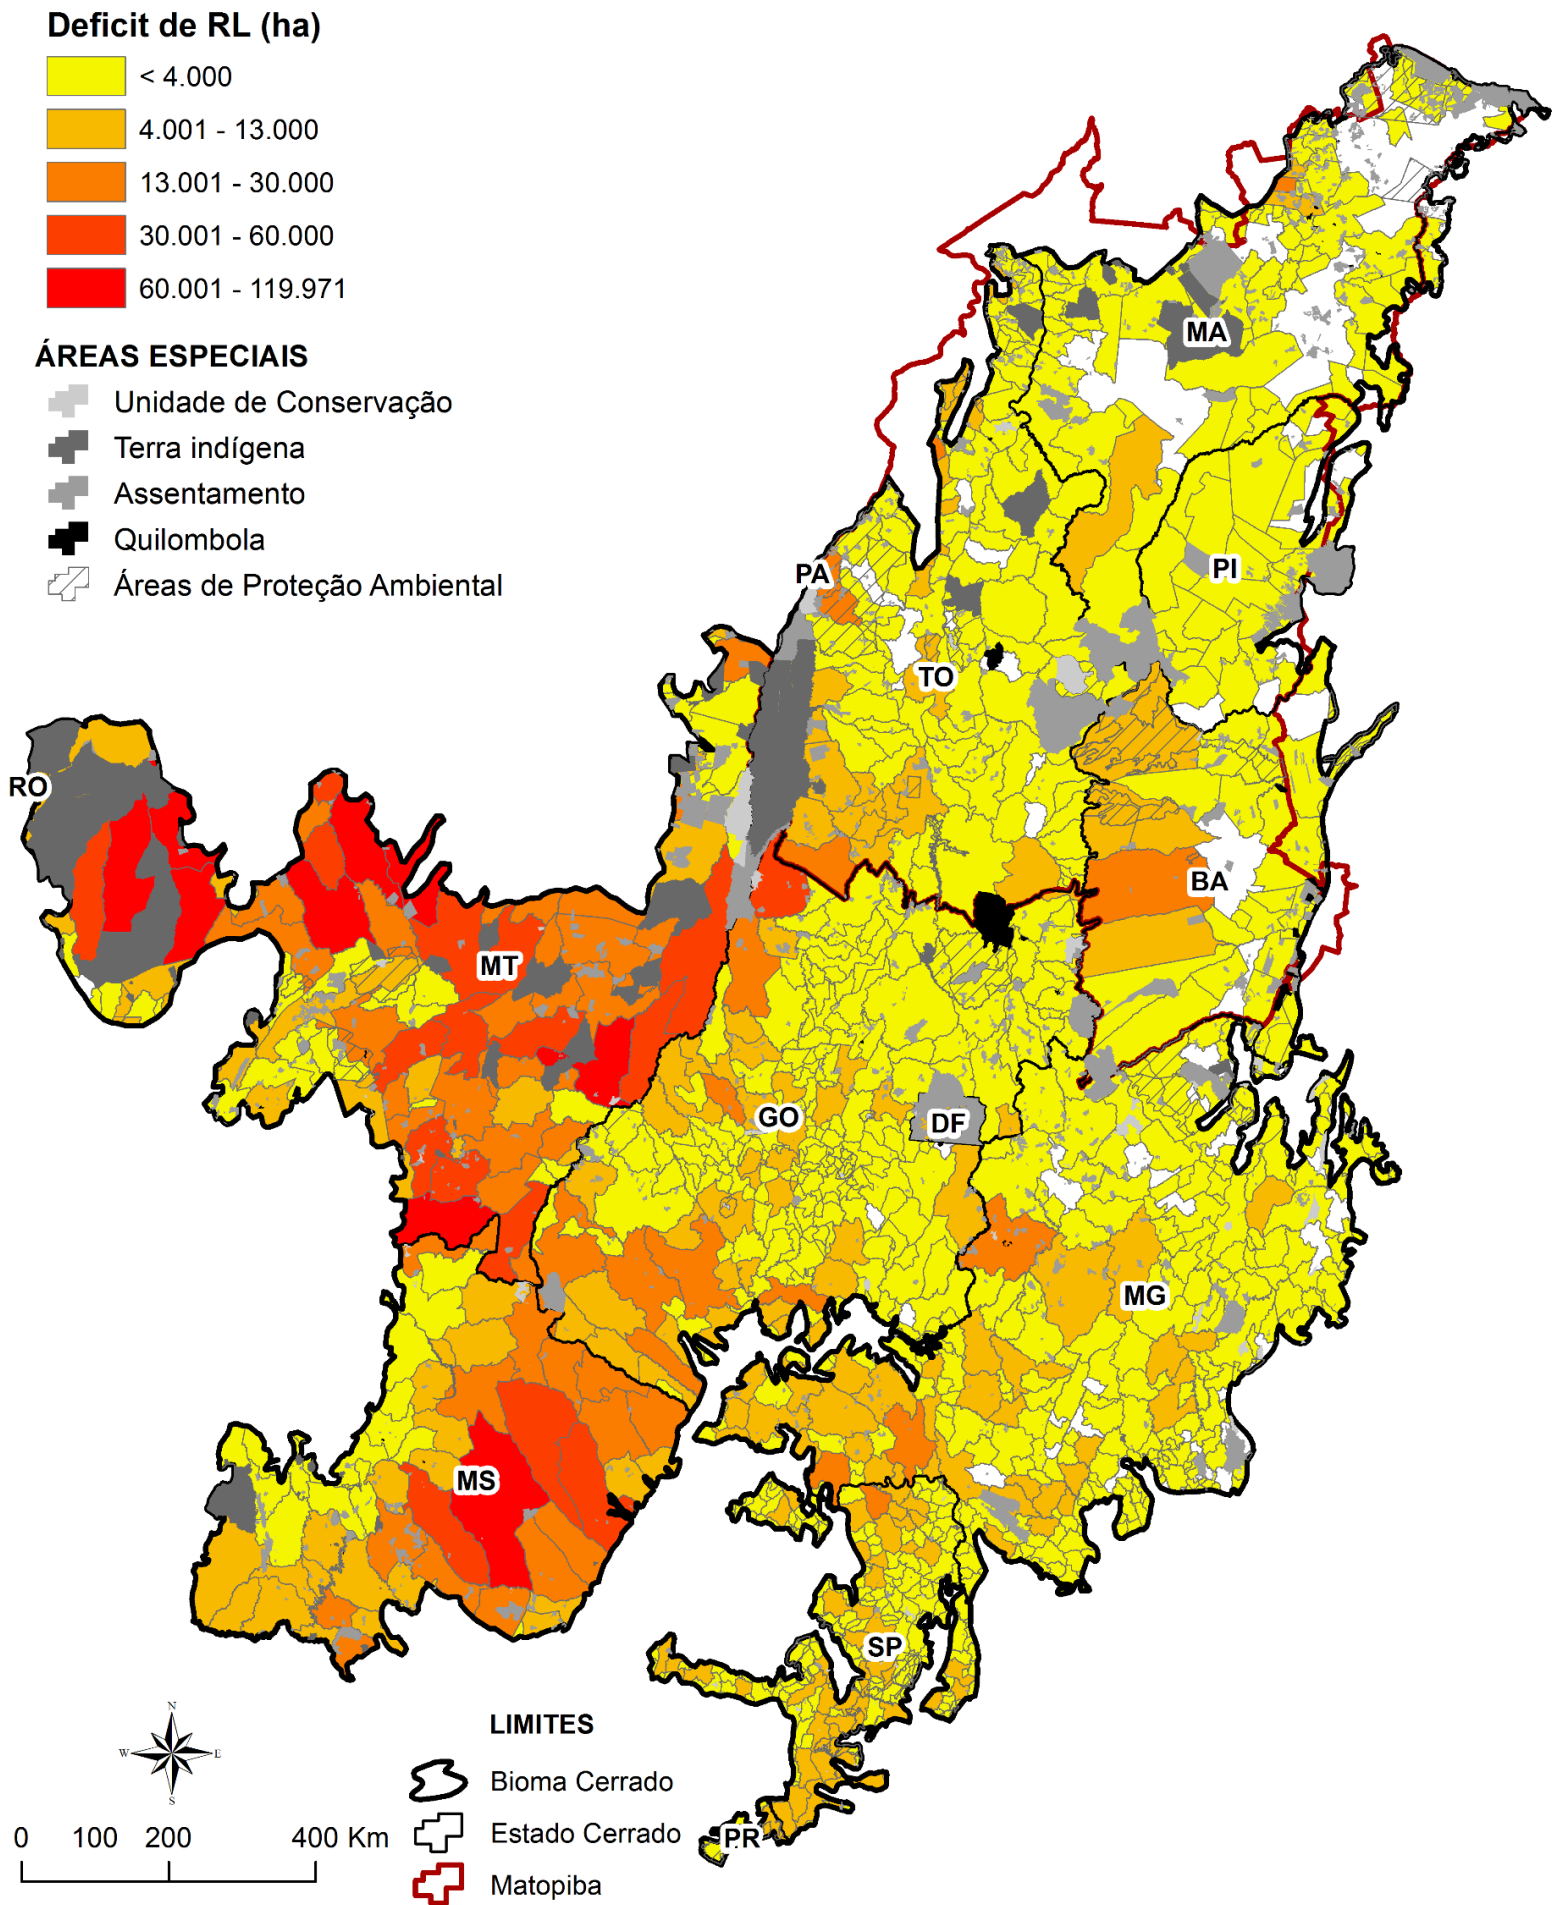 Deficit de RL (ha)
< 4.000
4.001 - 13.000
13.001 - 30.000
30.001 - 60.000
60.001 - 119.971
ÁREAS ESPECIAIS
Unidade de Conservação
Terra indígena
Assentamento
Quilombola
Áreas de Proteção Ambiental
MA
PI
PA
TO
RO
BA
MT
GO
DF
MG
MS
SP
PR
N
W
E
S
0 100 200 400 Km
LIMITES
Bioma Cerrado
Estado Cerrado
Matopiba